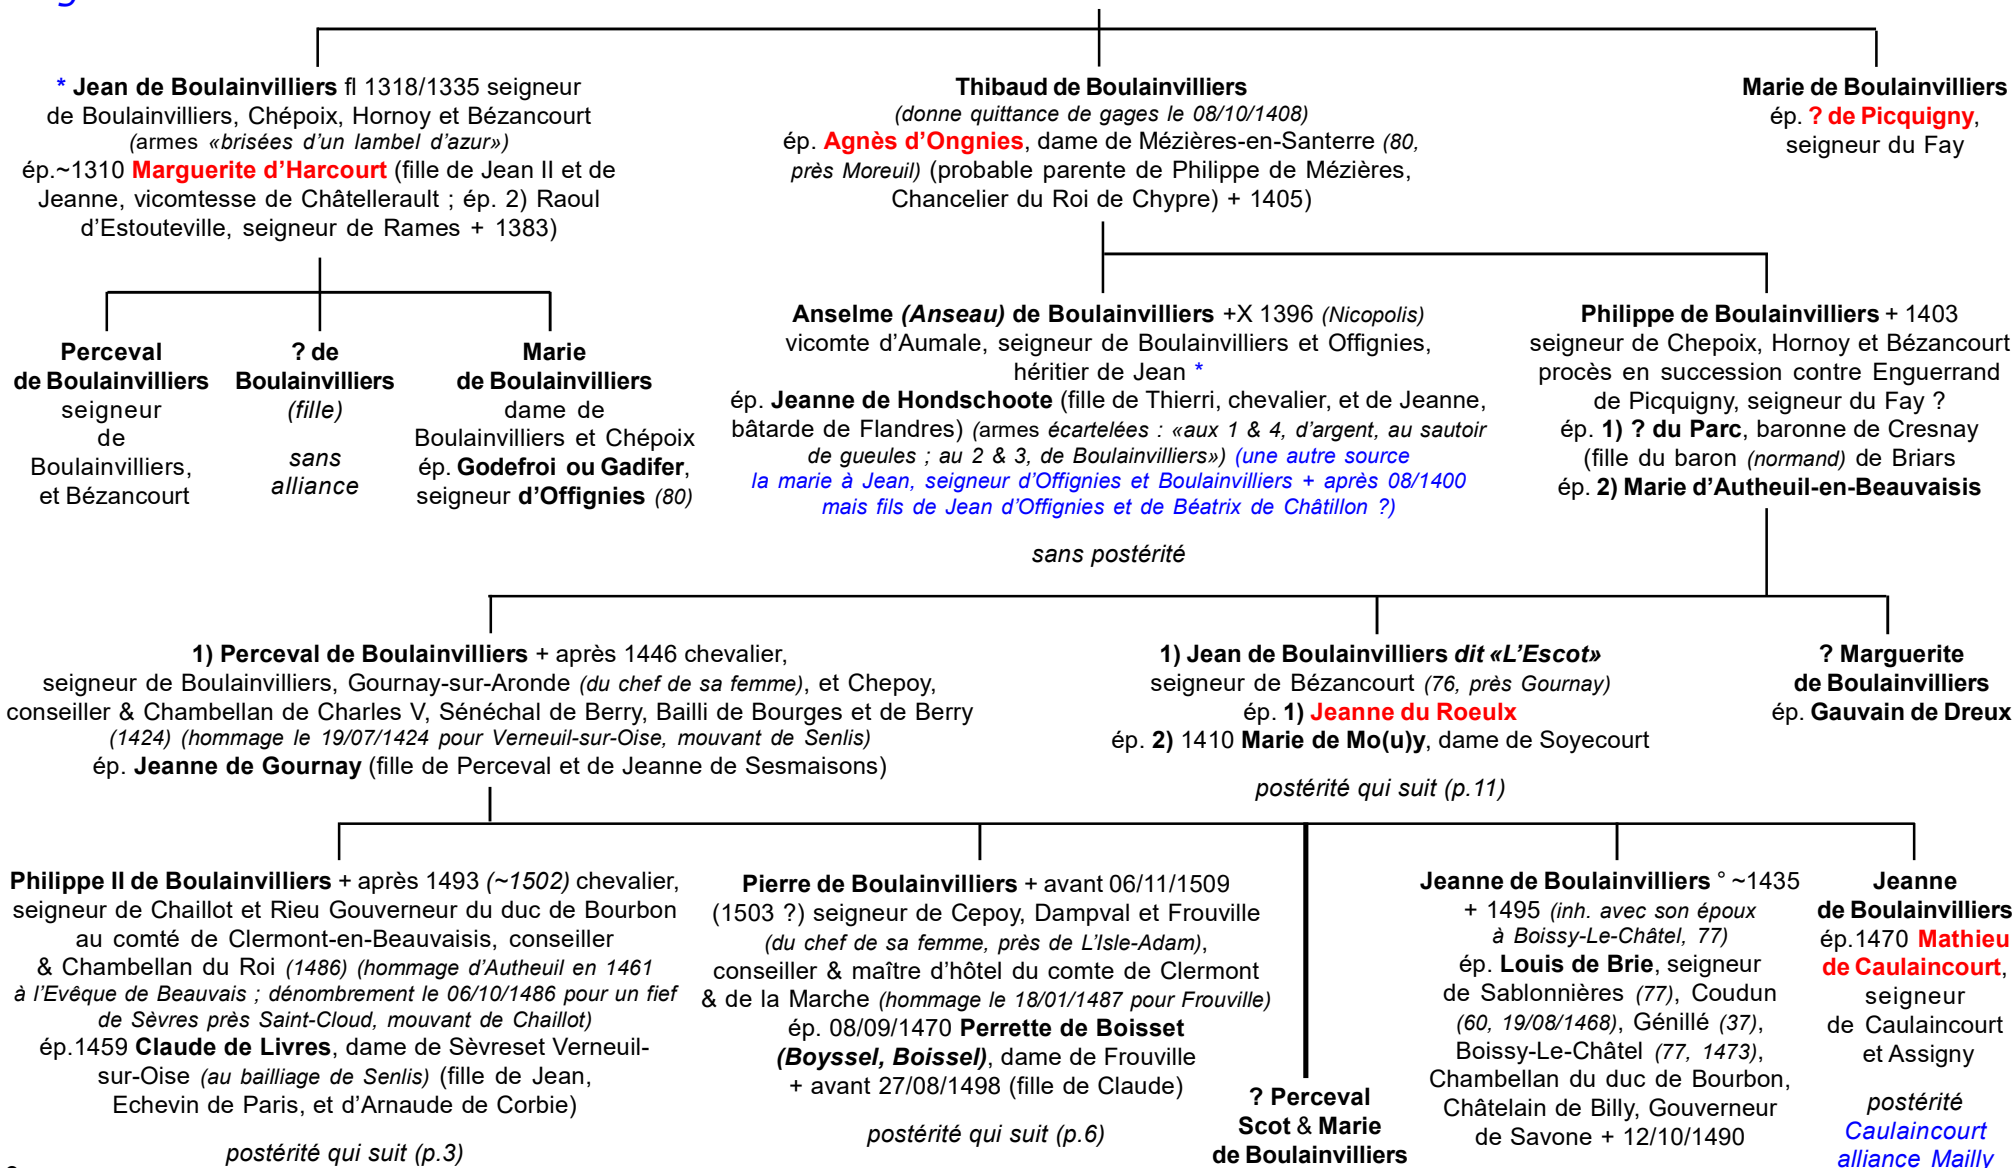 * Jean de Boulainvilliers fl 1318/1335 seigneur
de Boulainvilliers, Chépoix, Hornoy et Bézancourt
(armes «brisées d’un lambel d’azur»)
ép.~1310 Marguerite d’Harcourt (fille de Jean II et de
Jeanne, vicomtesse de Châtellerault ; ép. 2) Raoul
d’Estouteville, seigneur de Rames + 1383)
Thibaud de Boulainvilliers
(donne quittance de gages le 08/10/1408)
ép. Agnès d’Ongnies, dame de Mézières-en-Santerre (80,
près Moreuil) (probable parente de Philippe de Mézières,
Chancelier du Roi de Chypre) + 1405)
Marie de Boulainvilliers
ép. ? de Picquigny,
seigneur du Fay
Perceval
de Boulainvilliers
seigneur
de
Boulainvilliers,
et Bézancourt
? de
Boulainvilliers
(fille)
sans
alliance
Marie
de Boulainvilliers
dame de
Boulainvilliers et Chépoix
ép. Godefroi ou Gadifer,
seigneur d’Offignies (80)
Anselme (Anseau) de Boulainvilliers +X 1396 (Nicopolis)
vicomte d’Aumale, seigneur de Boulainvilliers et Offignies,
héritier de Jean *
ép. Jeanne de Hondschoote (fille de Thierri, chevalier, et de Jeanne,
bâtarde de Flandres) (armes écartelées : «aux 1 & 4, d’argent, au sautoir
de gueules ; au 2 & 3, de Boulainvilliers») (une autre source
la marie à Jean, seigneur d’Offignies et Boulainvilliers + après 08/1400
mais fils de Jean d’Offignies et de Béatrix de Châtillon ?)
sans postérité
Philippe de Boulainvilliers + 1403
seigneur de Chepoix, Hornoy et Bézancourt
procès en succession contre Enguerrand
de Picquigny, seigneur du Fay ?
ép. 1) ? du Parc, baronne de Cresnay
(fille du baron (normand) de Briars
ép. 2) Marie d’Autheuil-en-Beauvaisis
1) Perceval de Boulainvilliers + après 1446 chevalier,
seigneur de Boulainvilliers, Gournay-sur-Aronde (du chef de sa femme), et Chepoy,
conseiller & Chambellan de Charles V, Sénéchal de Berry, Bailli de Bourges et de Berry
(1424) (hommage le 19/07/1424 pour Verneuil-sur-Oise, mouvant de Senlis)
ép. Jeanne de Gournay (fille de Perceval et de Jeanne de Sesmaisons)
1) Jean de Boulainvilliers dit «L’Escot»
seigneur de Bézancourt (76, près Gournay)
ép. 1) Jeanne du Roeulx
ép. 2) 1410 Marie de Mo(u)y, dame de Soyecourt
postérité qui suit (p.11)
? Marguerite
de Boulainvilliers
ép. Gauvain de Dreux
Philippe II de Boulainvilliers + après 1493 (~1502) chevalier,
seigneur de Chaillot et Rieu Gouverneur du duc de Bourbon
au comté de Clermont-en-Beauvaisis, conseiller
& Chambellan du Roi (1486) (hommage d’Autheuil en 1461
à l’Evêque de Beauvais ; dénombrement le 06/10/1486 pour un fief
de Sèvres près Saint-Cloud, mouvant de Chaillot)
ép.1459 Claude de Livres, dame de Sèvreset Verneuil-
sur-Oise (au bailliage de Senlis) (fille de Jean,
Echevin de Paris, et d’Arnaude de Corbie)
postérité qui suit (p.3)
Pierre de Boulainvilliers + avant 06/11/1509
(1503 ?) seigneur de Cepoy, Dampval et Frouville
(du chef de sa femme, près de L’Isle-Adam),
conseiller & maître d’hôtel du comte de Clermont
& de la Marche (hommage le 18/01/1487 pour Frouville)
ép. 08/09/1470 Perrette de Boisset
(Boyssel, Boissel), dame de Frouville
+ avant 27/08/1498 (fille de Claude)
postérité qui suit (p.6)
? Perceval
Scot & Marie
de Boulainvilliers
Jeanne de Boulainvilliers ° ~1435
+ 1495 (inh. avec son époux
à Boissy-Le-Châtel, 77)
ép. Louis de Brie, seigneur
de Sablonnières (77), Coudun
(60, 19/08/1468), Génillé (37),
Boissy-Le-Châtel (77, 1473),
Chambellan du duc de Bourbon,
Châtelain de Billy, Gouverneur
de Savone + 12/10/1490
Jeanne
de Boulainvilliers
ép.1470 Mathieu
de Caulaincourt,
seigneur
de Caulaincourt
et Assigny
postérité
Caulaincourt
alliance Mailly